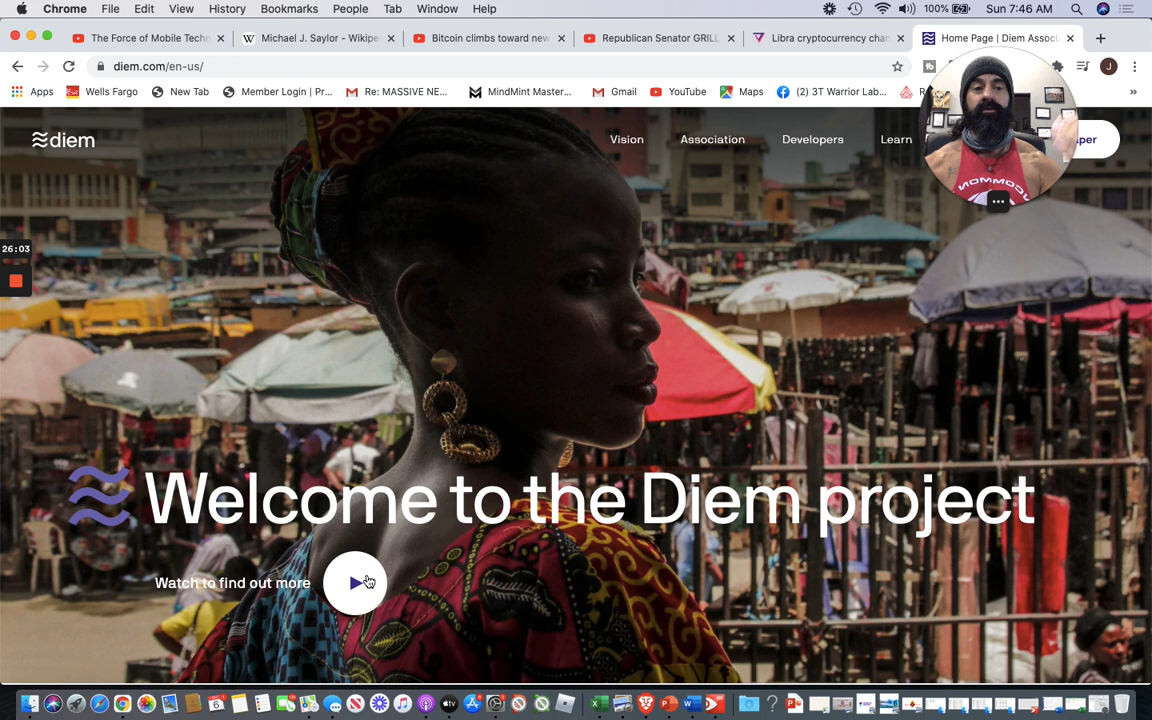 Chrome File Edit View History Bookmarks People Tab Window Help 100% Sun 7:46 AM
The Force of Mobile Techn Michael J. Saylor - Wikipe Bitcoin climbs toward new Republican Senator GRILL Libra cryptocurrency chan Home Page | Diem Associ
diem.com/en-us/ J
Apps Wells Fargo New Tab Member Login | Pr... Re: MASSIVE NE... MindMint Master... Gmail YouTube Maps (2) 3T Warrior Lab... »
diem Vision Association Developers Learn
26:03
Welcome to the Diem project
Watch to find out more